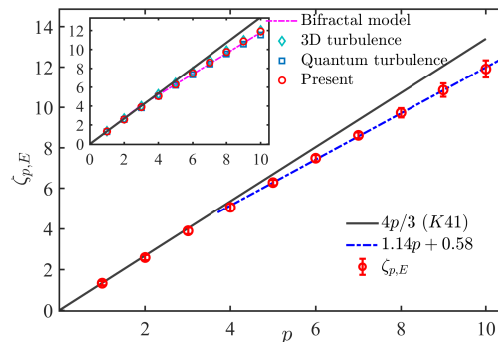 14
12
10
8
6
4
2
0
ζp,E
2
4
6
8
10
p
12
10
8
6
4
2
0
0
2
4
6
8
10
Bifractal model
3D turbulence
Quantum turbulence
Present
4p/3 (K41)
1.14p + 0.58
ζp,E